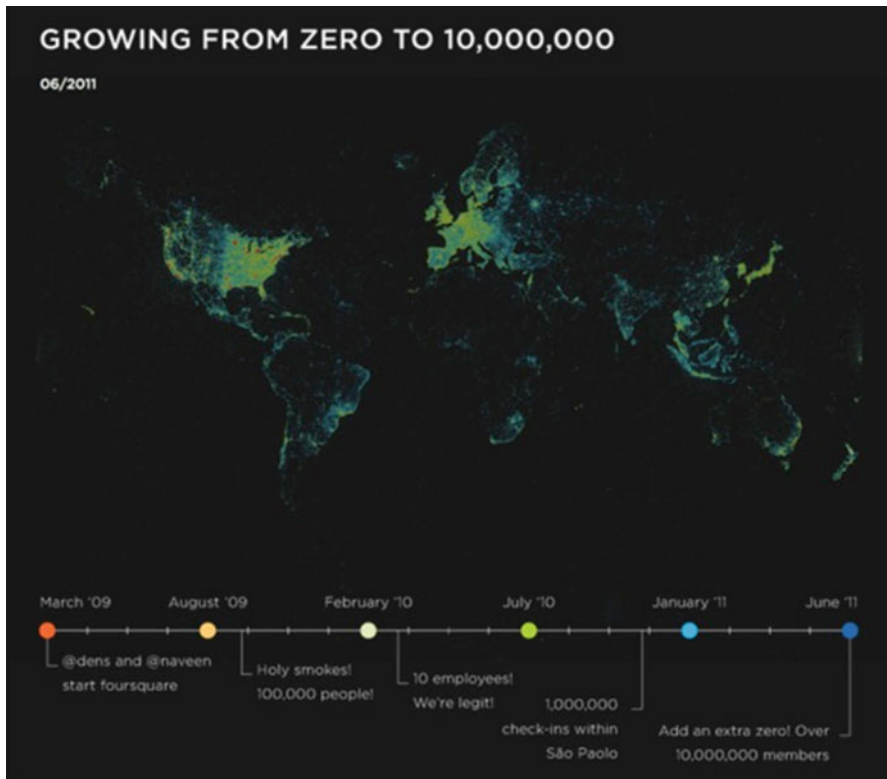 GROWING FROM ZERO TO 10,000,000
06/2011
March '09
August '09
February '10
July '10
January '11
June '11
@dens and @naveen
start foursquare
Holy smokes!
100,000 people!
10 employees!
We're legit!
1,000,000
check-ins within
São Paolo
Add an extra zero! Over
10,000,000 members